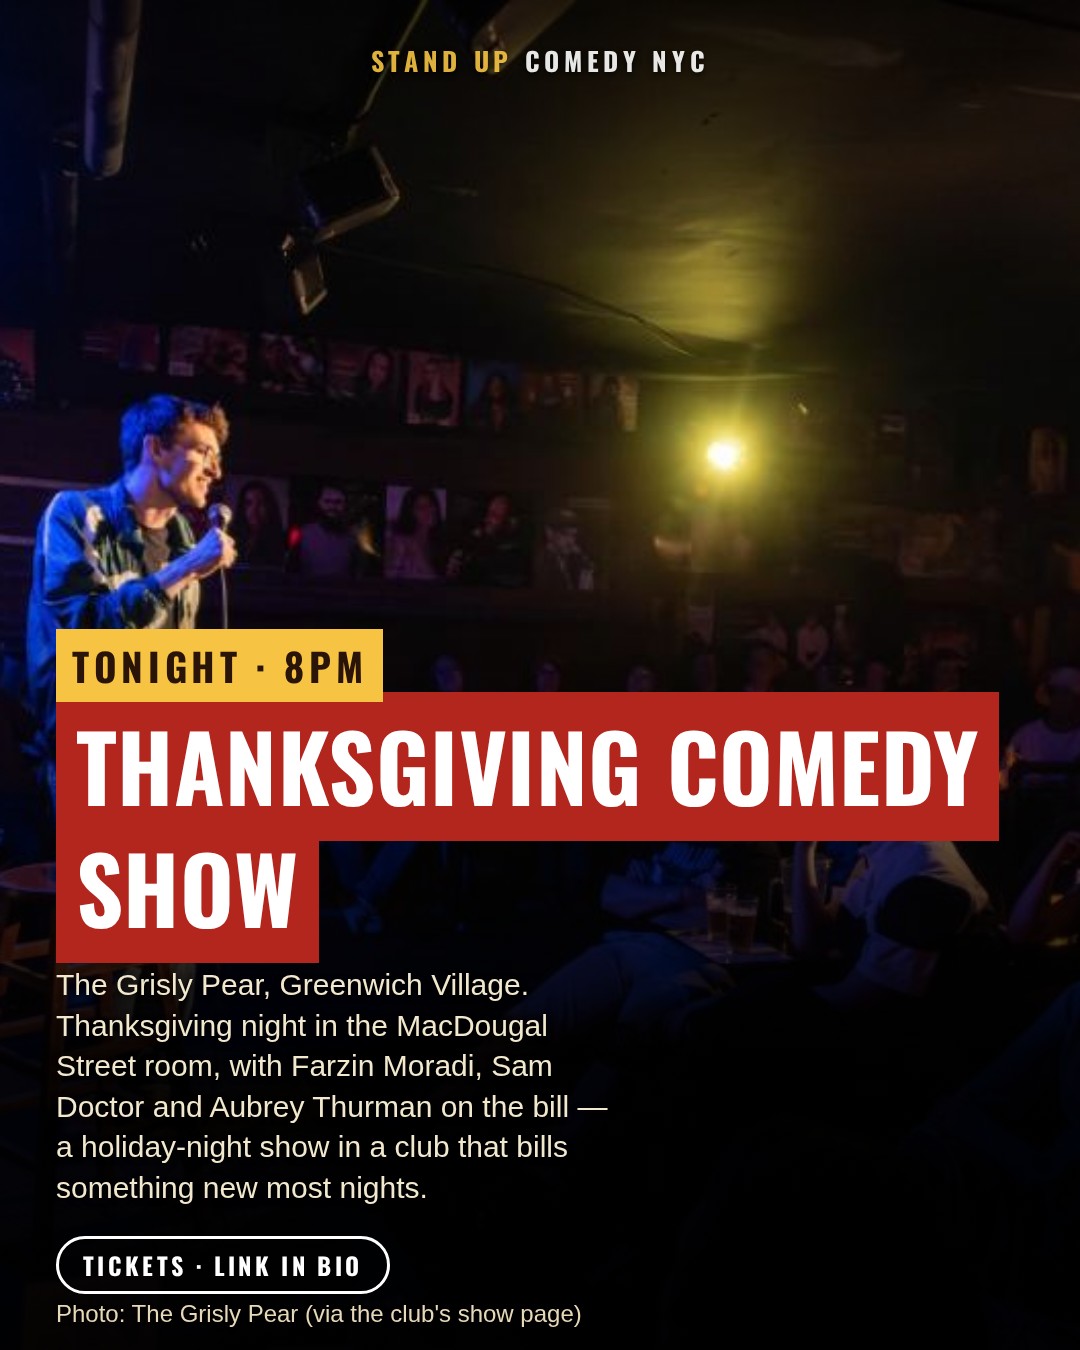 STAND UP COMEDY NYC
TONIGHT · 8PM
THANKSGIVING COMEDY
SHOW
The Grisly Pear, Greenwich Village.
Thanksgiving night in the MacDougal
Street room, with Farzin Moradi, Sam
Doctor and Aubrey Thurman on the bill —
a holiday-night show in a club that bills
something new most nights.
TICKETS · LINK IN BIO
Photo: The Grisly Pear (via the club's show page)